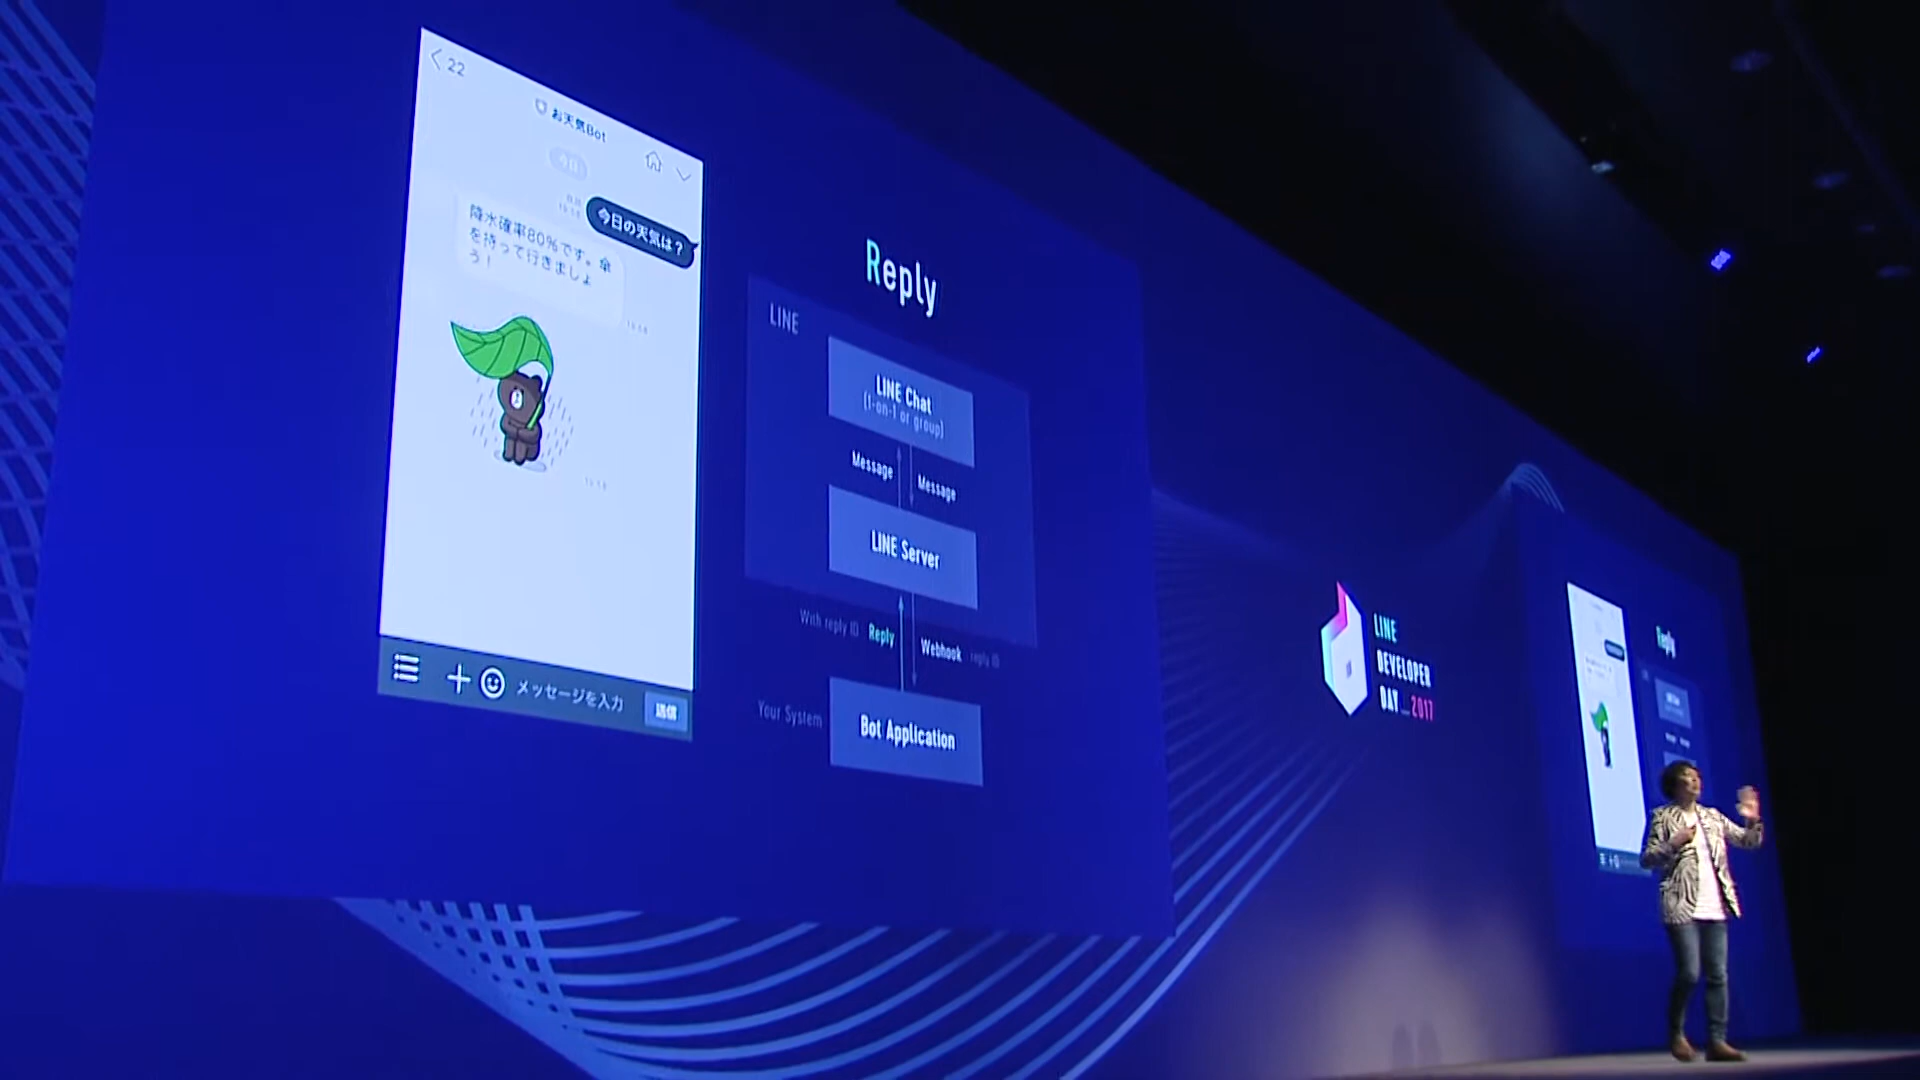 22
お天気Bot
今日
今日の天気は？
降水確率80%です。傘
を持って行きましょ
う！
メッセージを入力
送信
Reply
LINE
LINE Chat
(1-on-1 or group)
Message
Message
LINE Server
With reply ID Reply
Webhook reply ID
Your System
Bot Application
LINE
DEVELOPER
DAY_2017
Reply